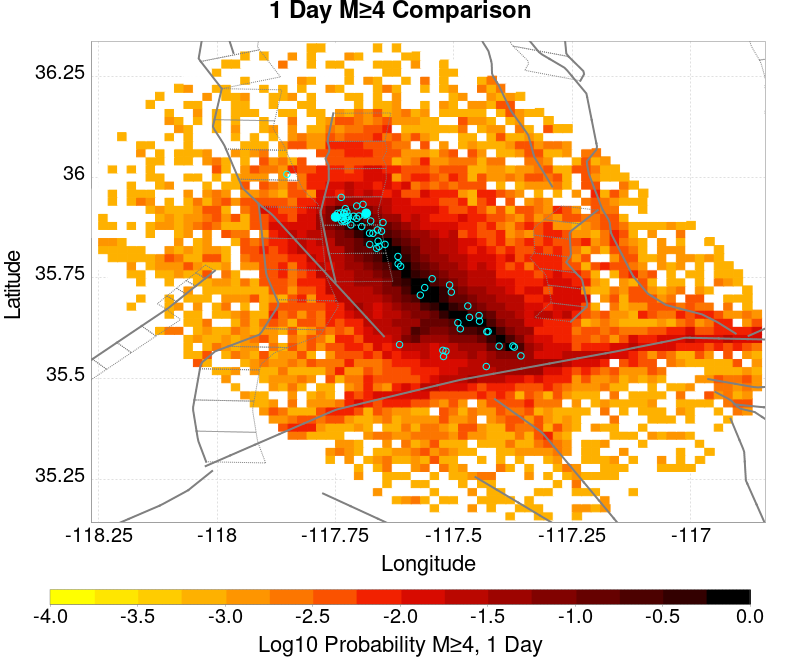 1 Day M≥4 Comparison
36.25
36
35.75
35.5
35.25
Latitude
-118.25 -118 -117.75 -117.5 -117.25 -117
Longitude
-4.0 -3.5 -3.0 -2.5 -2.0 -1.5 -1.0 -0.5 0.0
Log10 Probability M≥4, 1 Day